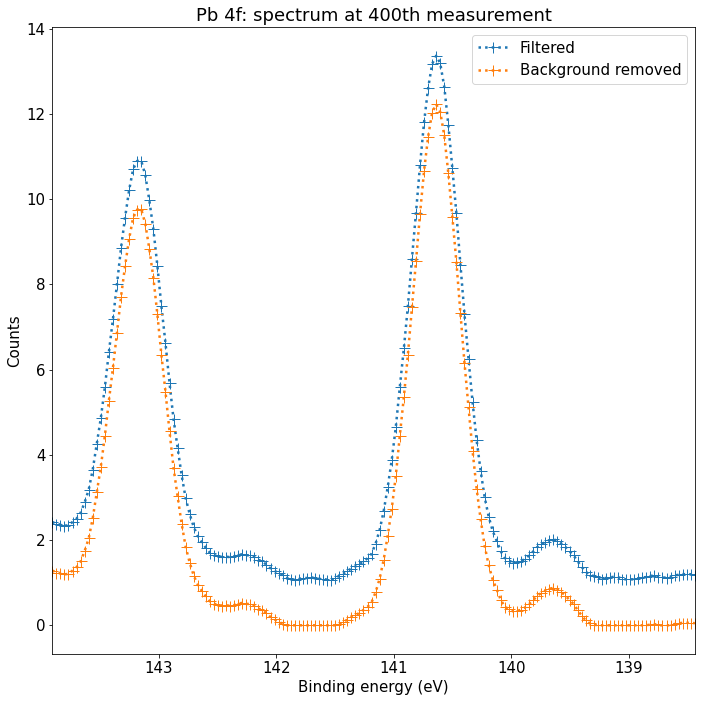 Pb 4f: spectrum at 400th measurement
Filtered
Background removed
Counts
14
12
10
8
6
4
2
0
143
142
141
140
139
Binding energy (eV)